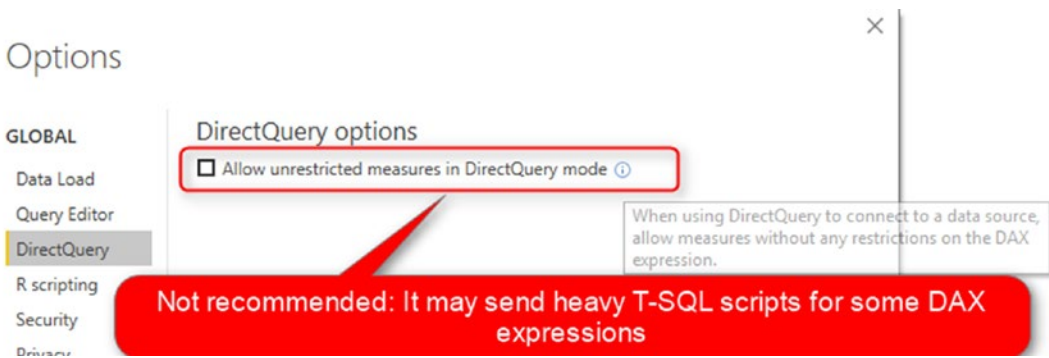 Options
GLOBAL
Data Load
Query Editor
DirectQuery
R scripting
Security
Privacy
DirectQuery options
Allow unrestricted measures in DirectQuery mode
When using DirectQuery to connect to a data source,
allow measures without any restrictions on the DAX
expression.
Not recommended: It may send heavy T-SQL scripts for some DAX
expressions